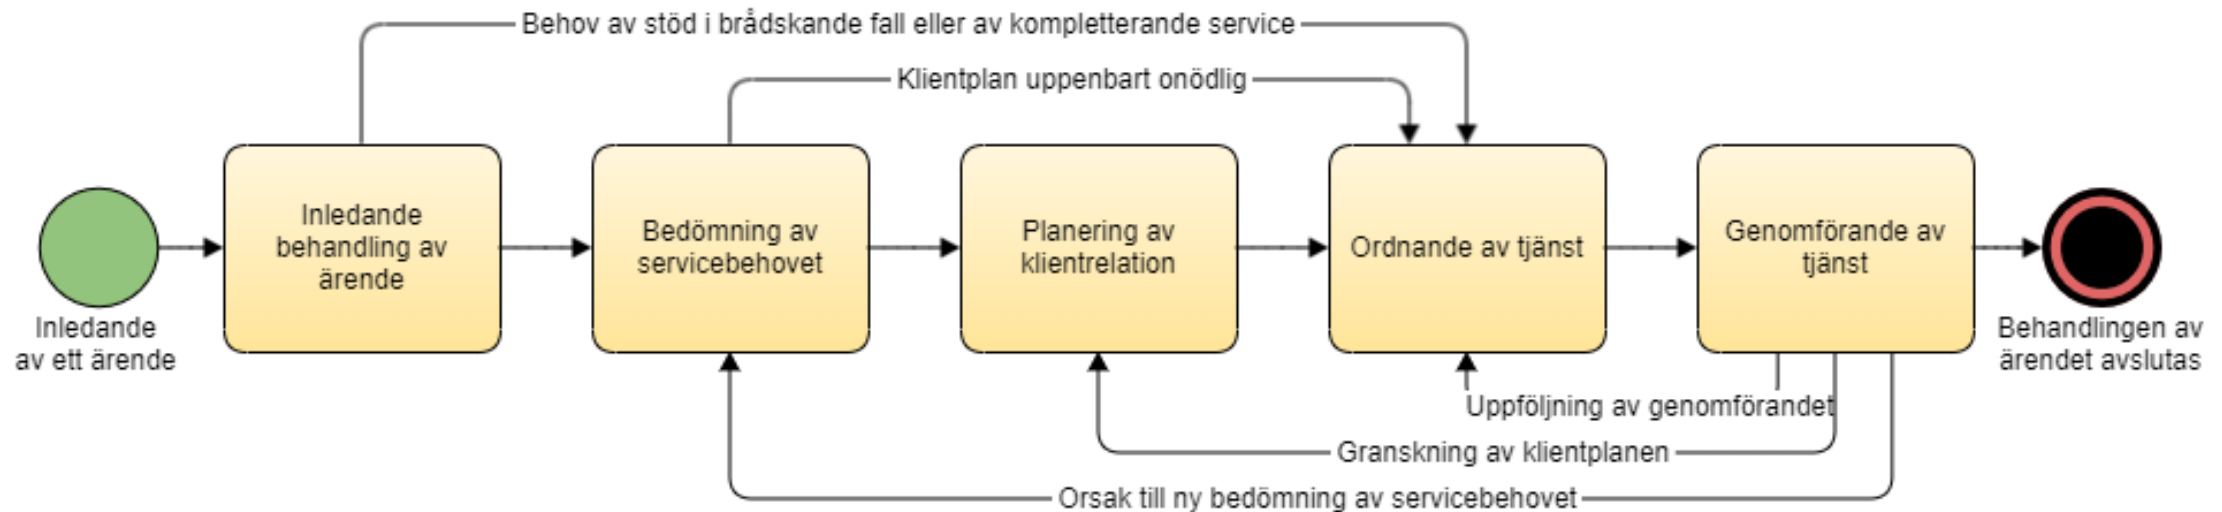 Behov av stöd i brådskande fall eller av kompletterande service
Klientplan uppenbart onödlig
Inledande
behandling av
ärende
Bedömning av
servicebehovet
Planering av
klientrelation
Ordnande av tjänst
Genomförande av
tjänst
Inledande
av ett ärende
Behandlingen av
ärendet avslutas
Uppföljning av genomförandet
Granskning av klientplanen
Orsak till ny bedömning av servicebehovet